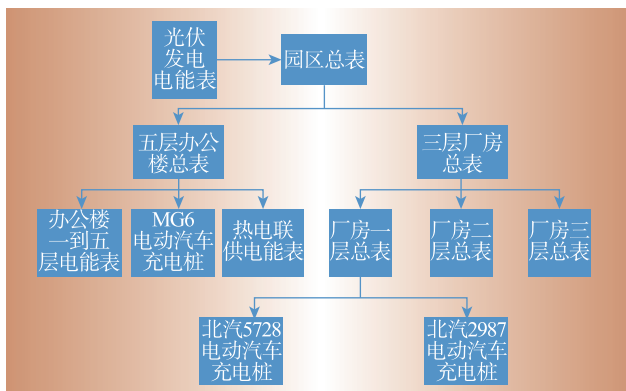 光伏
发电
电能表
园区总表
五层办公
楼总表
三层厂房
总表
办公楼
一到五
层电能表
MG6
电动汽车
充电桩
热电联
供电能表
厂房一
层总表
厂房二
层总表
厂房三
层总表
北汽5728
电动汽车
充电桩
北汽2987
电动汽车
充电桩